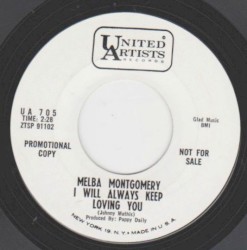 UNITED
ARTISTS
RECORDS
UA 705
TIME: 2:28
ZTSP 91102
Glad Music
BMI
PROMOTIONAL
COPY
NOT FOR
SALE
MELBA MONTGOMERY
I WILL ALWAYS KEEP
LOVING YOU
(Johnny Mathis)
Produced By: Pappy Daily
NEW YORK 19, N.Y. MADE IN U.S.A.